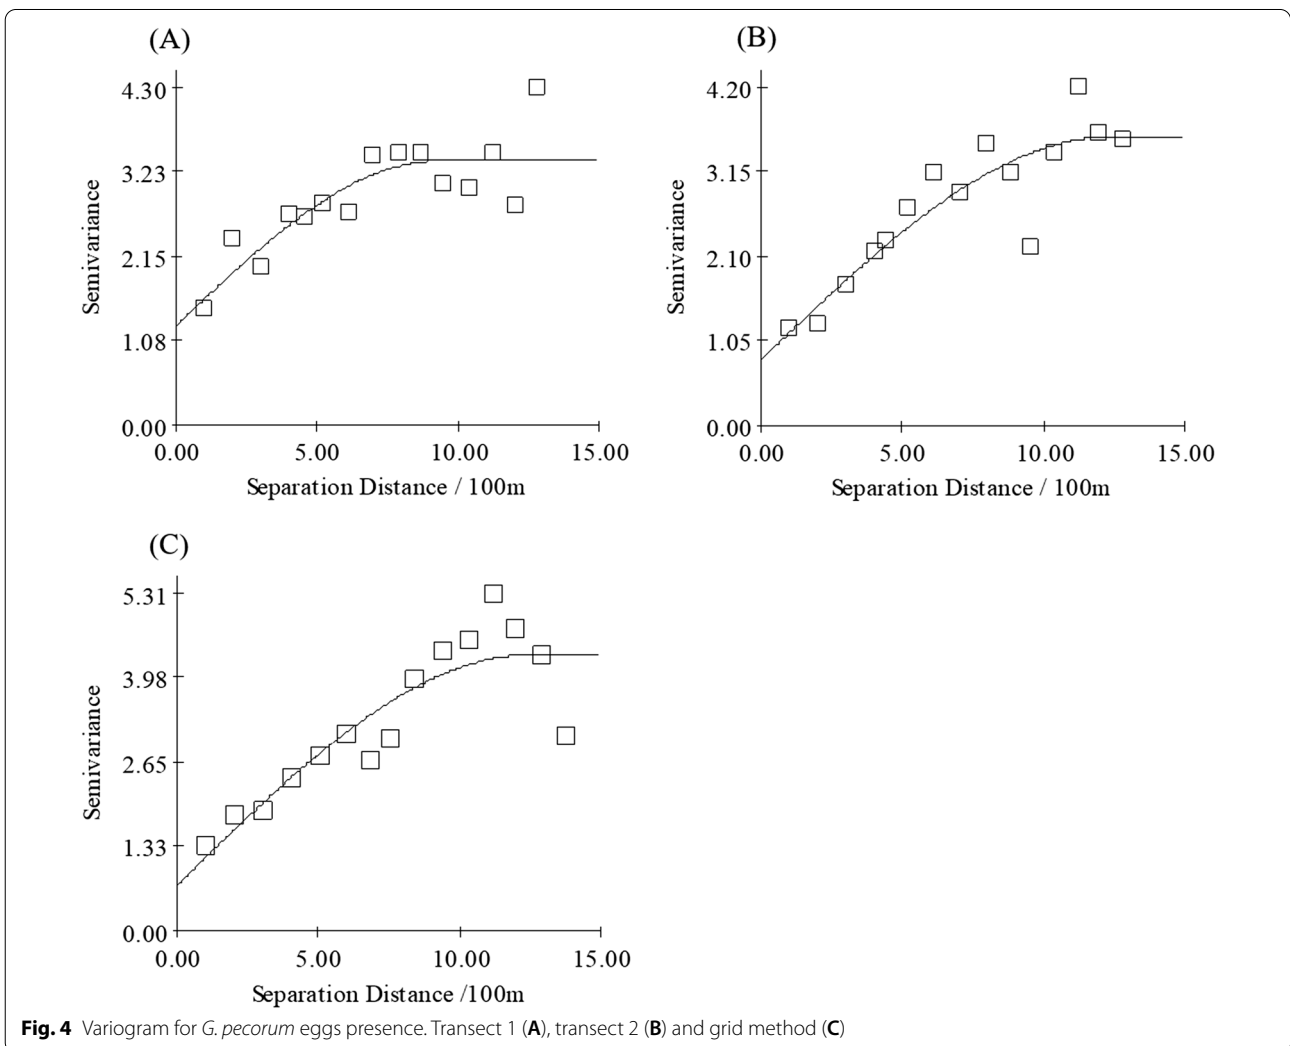 (A)
4.30
3.23
2.15
1.08
0.00
Semivariance
0.00 5.00 10.00 15.00
Separation Distance / 100m
(B)
4.20
3.15
2.10
1.05
0.00
Semivariance
0.00 5.00 10.00 15.00
Separation Distance / 100m
(C)
5.31
3.98
2.65
1.33
0.00
Semivariance
0.00 5.00 10.00 15.00
Separation Distance /100m
Fig. 4 Variogram for G. pecorum eggs presence. Transect 1 (A), transect 2 (B) and grid method (C)